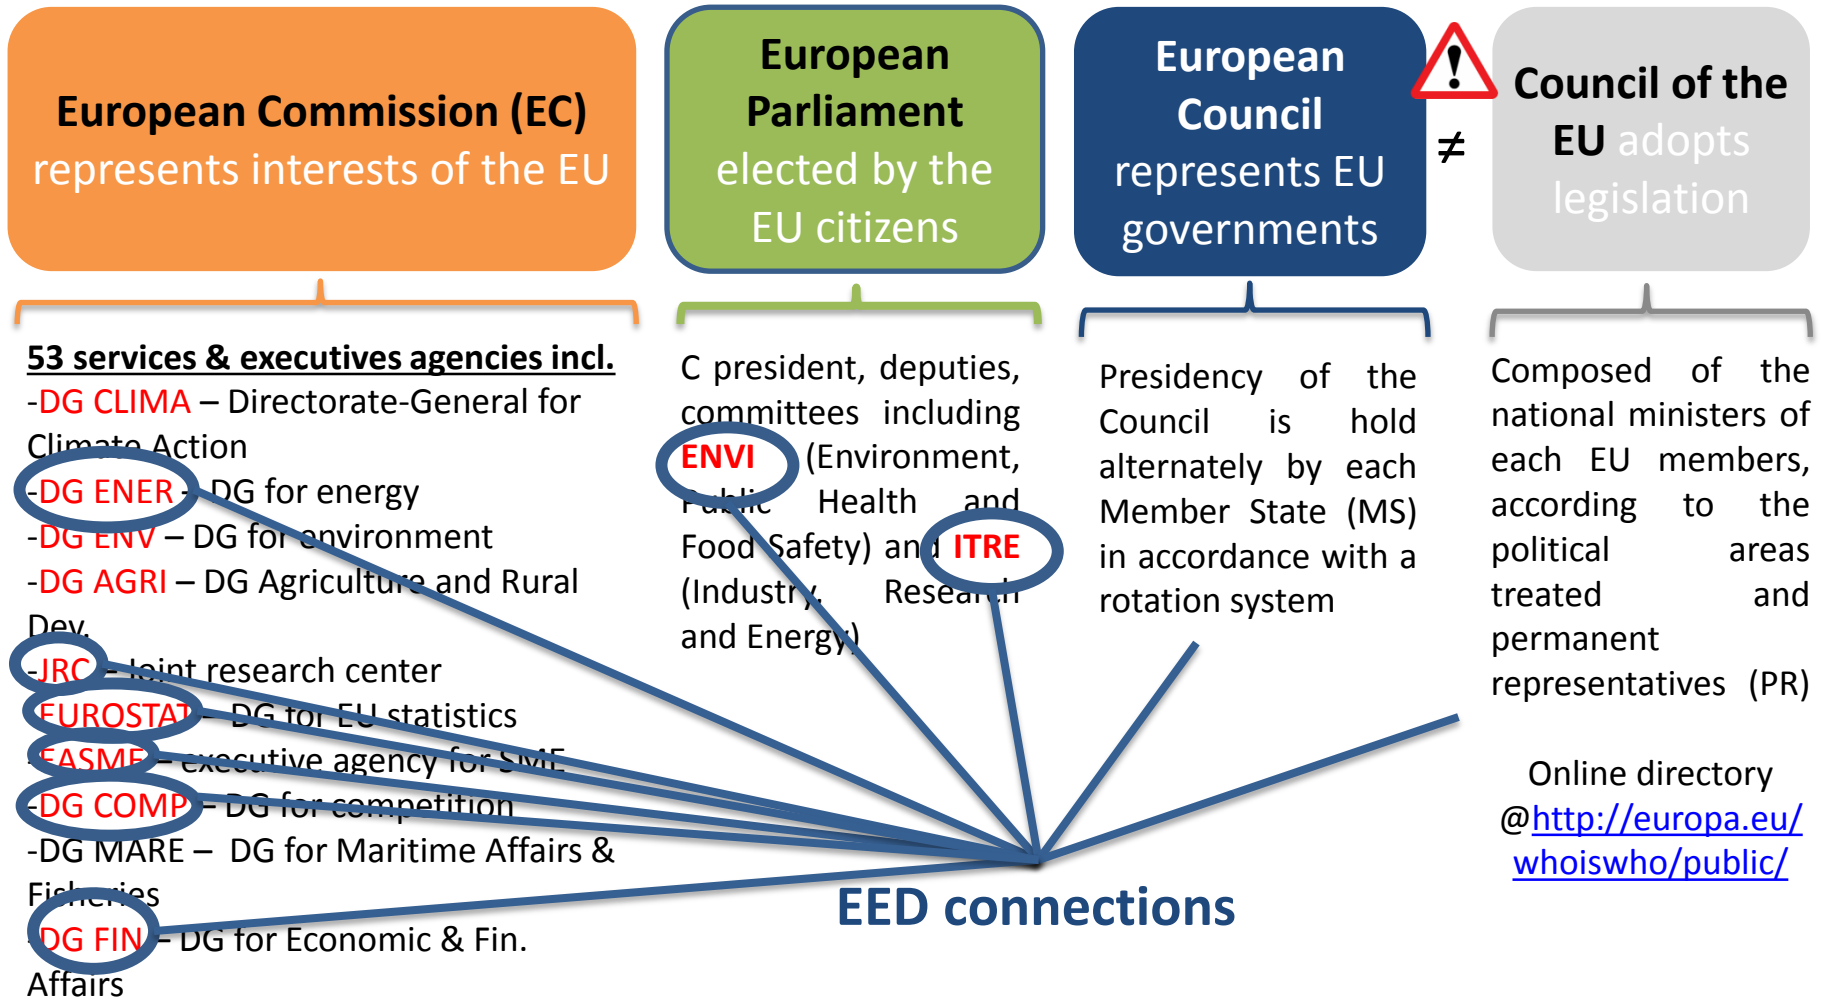 European Commission (EC)
represents interests of the EU
European
Parliament
elected by the
EU citizens
European
Council
represents EU
governments
≠
Council of the
EU adopts
legislation
53 services & executives agencies incl.
-DG CLIMA – Directorate-General for
Climate Action
-DG ENER – DG for energy
-DG ENV – DG for environment
-DG AGRI – DG Agriculture and Rural
Dev.
-JRC – Joint research center
-EUROSTAT – DG for EU statistics
-EASME – executive agency for SME
-DG COMP – DG for competition
-DG MARE – DG for Maritime Affairs &
Fisheries
-DG FIN – DG for Economic & Fin.
Affairs
C president, deputies,
committees including
ENVI (Environment,
Public Health and
Food Safety) and ITRE
(Industry, Research
and Energy)
Presidency of the
Council is hold
alternately by each
Member State (MS)
in accordance with a
rotation system
Composed of the
national ministers of
each EU members,
according to the
political areas
treated and
permanent
representatives (PR)
Online directory
@http://europa.eu/
whoiswho/public/
EED connections